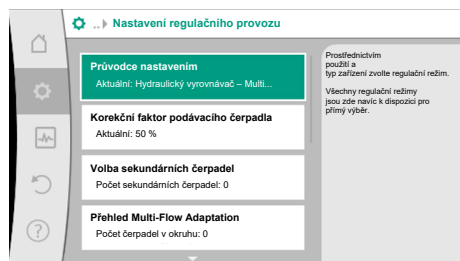 ..› Nastavení regulačního provozu
Průvodce nastavením
Aktuální: Hydraulický vyrovnávač – Multi...
Korekční faktor podávacího čerpadla
Aktuální: 50 %
Volba sekundárních čerpadel
Počet sekundárních čerpadel: 0
Přehled Multi-Flow Adaptation
Počet čerpadel v okruhu: 0
Prostřednictvím
použití a
typ zařízení zvolte regulační režim.
Všechny regulační režimy
jsou zde navíc k dispozici pro
přímý výběr.
?